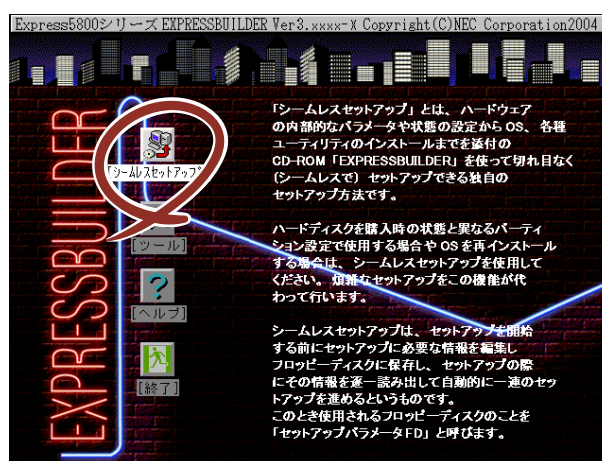 Express5800シリーズ EXPRESSBUILDER Ver3.xxxx-X Copyright(C)NEC Corporation2004
EXPRESSBUILDER
[シームレスセットアップ]
[ツール]
[ヘルプ]
[終了]
「シームレスセットアップ」とは、ハードウェア
の内部的なパラメータや状態の設定から OS、各種
ユーティリティのインストールまでを添付の
CD-ROM「EXPRESSBUILDER」を使って切れ目なく
(シームレスで) セットアップできる独自の
セットアップ方法です。
ハードディスクを購入時の状態と異なるパーティ
ション設定で使用する場合や OS を再インストール
する場合は、シームレスセットアップを使用して
ください。煩雑なセットアップをこの機能が代
わって行います。
シームレスセットアップは、セットアップを開始
する前にセットアップに必要な情報を編集し
フロッピーディスクに保存し、セットアップの際
にその情報を逐一読み出して自動的に一連のセッ
トアップを進めるというものです。
このとき使用されるフロッピーディスクのことを
「セットアップパラメータFD」と呼びます。